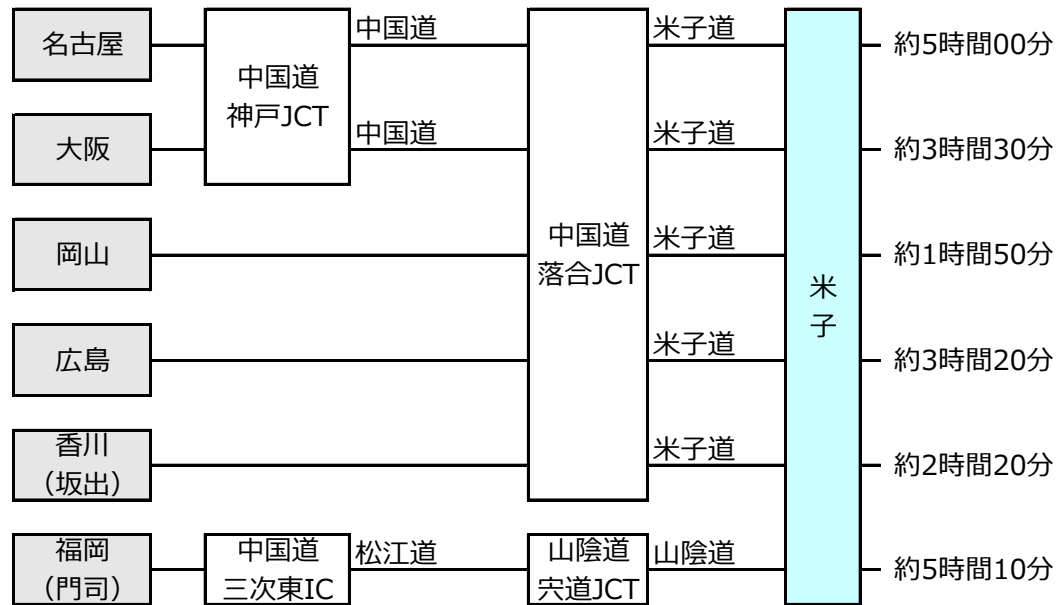 名古屋
中国道
神戸JCT
中国道
米子道
約5時間00分
大阪
中国道
米子道
約3時間30分
岡山
中国道
落合JCT
米子道
米
子
約1時間50分
広島
米子道
約3時間20分
香川
（坂出）
米子道
約2時間20分
福岡
（門司）
中国道
三次東IC
松江道
山陰道
宍道JCT
山陰道
約5時間10分